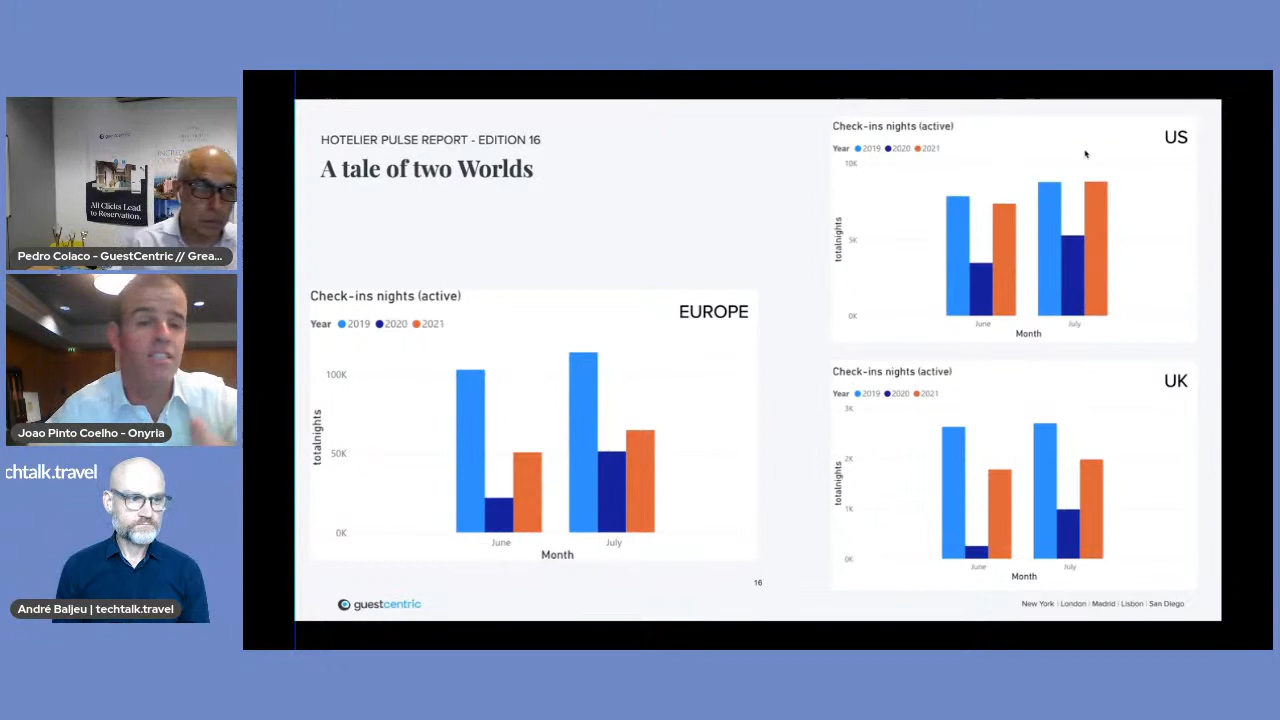 guestcentric
All Clicks Lead
to Reservation.
Pedro Colaco - GuestCentric // Grea...
Joao Pinto Coelho - Onyria
chtalk.travel
André Baljeu | techtalk.travel
HOTELIER PULSE REPORT - EDITION 16
A tale of two Worlds
Check-ins nights (active)
EUROPE
Year 2019 2020 2021
totalnights
100K
50K
0K
June July
Month
16
guestcentric
Check-ins nights (active)
US
Year 2019 2020 2021
totalnights
10K
5K
0K
June July
Month
Check-ins nights (active)
UK
Year 2019 2020 2021
totalnights
3K
2K
1K
0K
June July
Month
New York | London | Madrid | Lisbon | San Diego